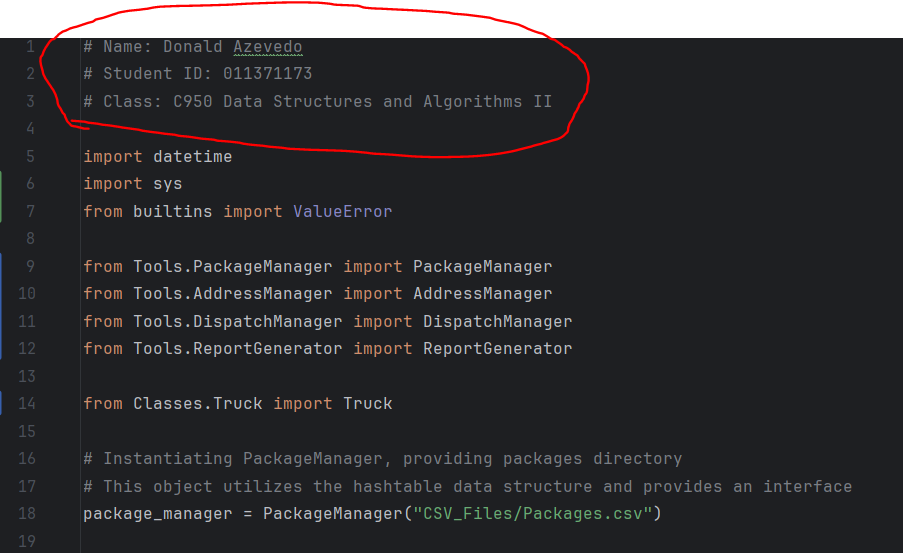 1 # Name: Donald Azevedo
2 # Student ID: 011371173
3 # Class: C950 Data Structures and Algorithms II
4
5 import datetime
6 import sys
7 from builtins import ValueError
8
9 from Tools.PackageManager import PackageManager
10 from Tools.AddressManager import AddressManager
11 from Tools.DispatchManager import DispatchManager
12 from Tools.ReportGenerator import ReportGenerator
13
14 from Classes.Truck import Truck
15
16 # Instantiating PackageManager, providing packages directory
17 # This object utilizes the hashtable data structure and provides an interface
18 package_manager = PackageManager("CSV_Files/Packages.csv")
19